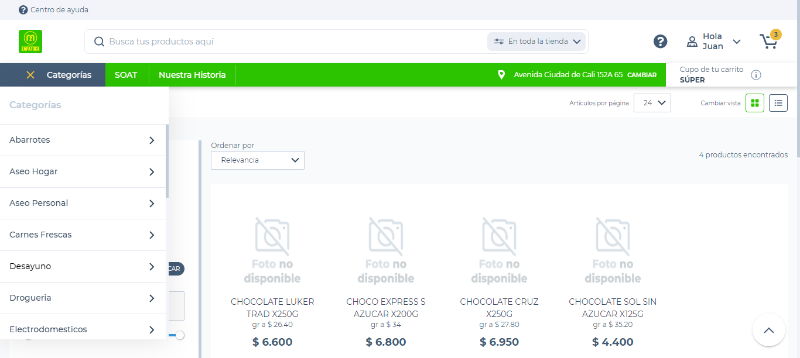 Centro de ayuda
Busca tus productos aquí
En toda la tienda
Hola
Juan
3
Categorías
SOAT
Nuestra Historia
Avenida Ciudad de Cali 152A 65 CAMBIAR
Cupo de tu carrito
SÚPER
Categorías
Artículos por página
24
Cambiar vista
Abarrotes
Aseo Hogar
Aseo Personal
Carnes Frescas
Desayuno
Drogueria
Electrodomesticos
CAR
Ordenar por
Relevancia
4 productos encontrados
Foto no
disponible
CHOCOLATE LUKER
TRAD X250G
gr a $ 26.40
$ 6.600
Foto no
disponible
CHOCO EXPRESS S
AZUCAR X200G
gr a $ 34
$ 6.800
Foto no
disponible
CHOCOLATE CRUZ
X250G
gr a $ 27.80
$ 6.950
Foto no
disponible
CHOCOLATE SOL SIN
AZUCAR X125G
gr a $ 35.20
$ 4.400